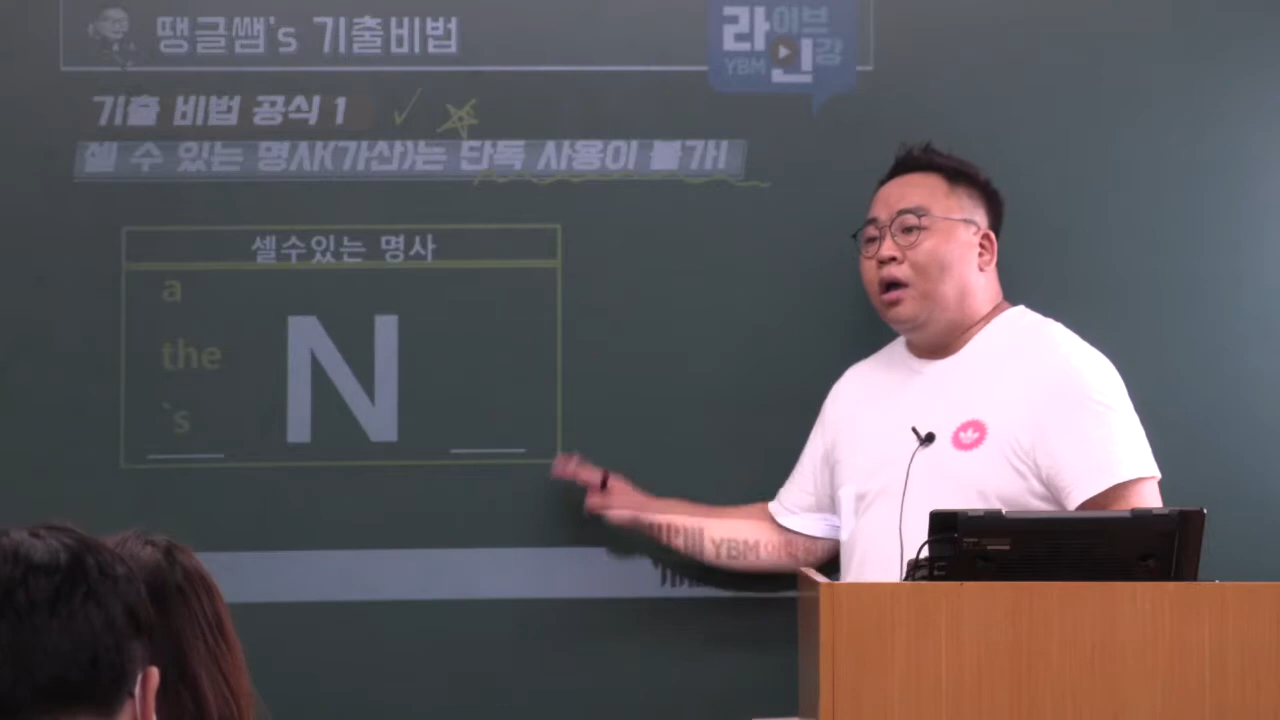 땡글쌤's 기출비법
라이브
YBM 인강
기출 비법 공식 1
셀 수 있는 명사(가산)는 단독 사용이 불가!
셀수있는 명사
a
the
`s
N
YBM